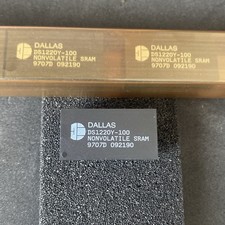 DALLAS
DS1220Y-100
NONVOLATILE SRAM
9707D 092190
DALLAS
DS1220Y-100
NONVOLATILE SRAM
9707D 092190
DALLAS
DS1220Y-100
NONVOLATILE SRAM
9707D 092190